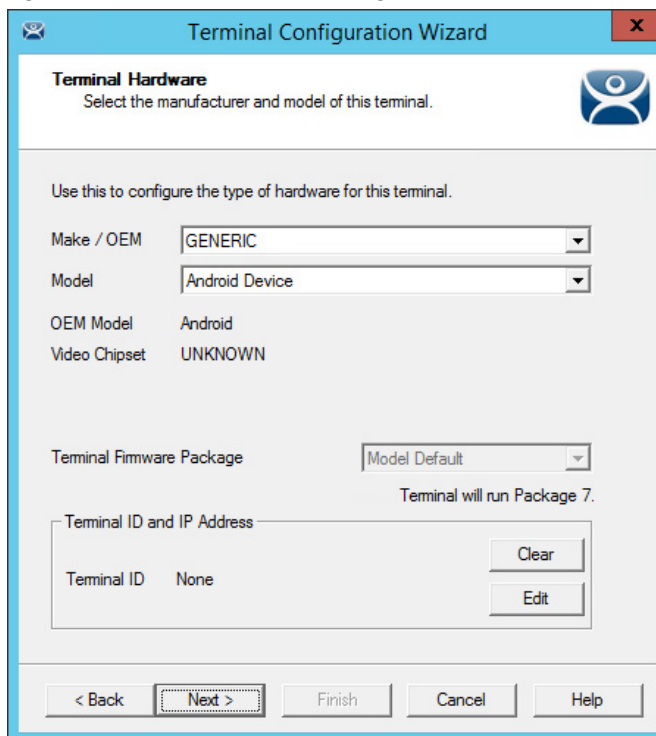 Terminal Configuration Wizard
x
Terminal Hardware
Select the manufacturer and model of this terminal.
Use this to configure the type of hardware for this terminal.
Make / OEM GENERIC
Model Android Device
OEM Model Android
Video Chipset UNKNOWN
Terminal Firmware Package Model Default
Terminal will run Package 7.
Terminal ID and IP Address
Clear
Terminal ID None
Edit
< Back Next > Finish Cancel Help